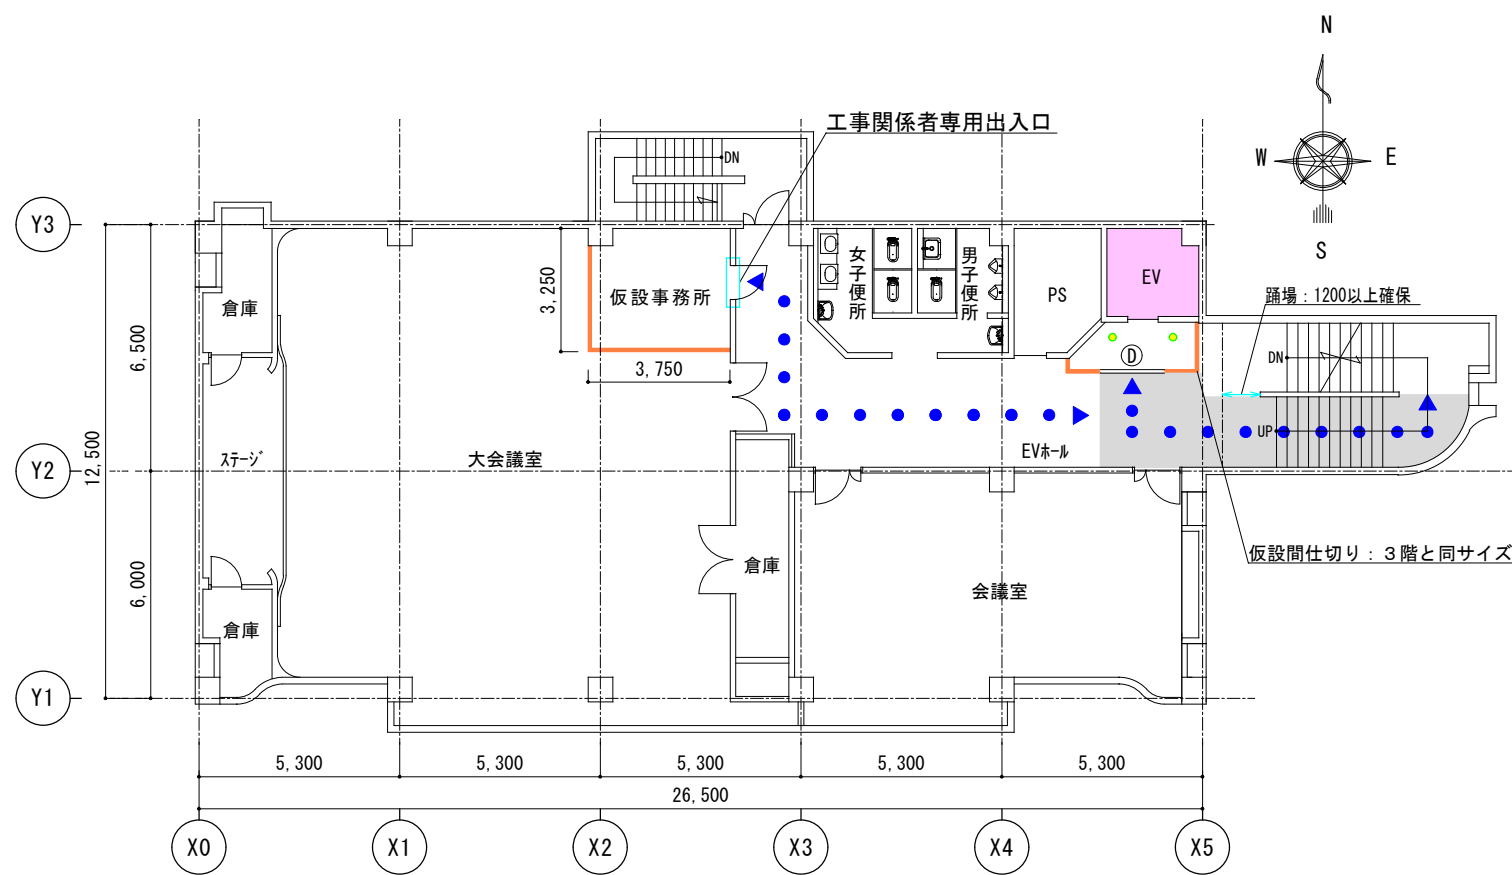 N
W
E
S
工事関係者専用出入口
DN
Y3
倉庫
仮設事務所
女子便所
男子便所
PS
EV
踊場：1200以上確保
3,250
6,500
3,750
D
DN
12,500
ｽﾃｰｼﾞ
大会議室
EVﾎｰﾙ
UP
Y2
仮設間仕切り：３階と同サイズ
6,000
倉庫
会議室
倉庫
Y1
5,300
5,300
5,300
5,300
5,300
26,500
X0
X1
X2
X3
X4
X5